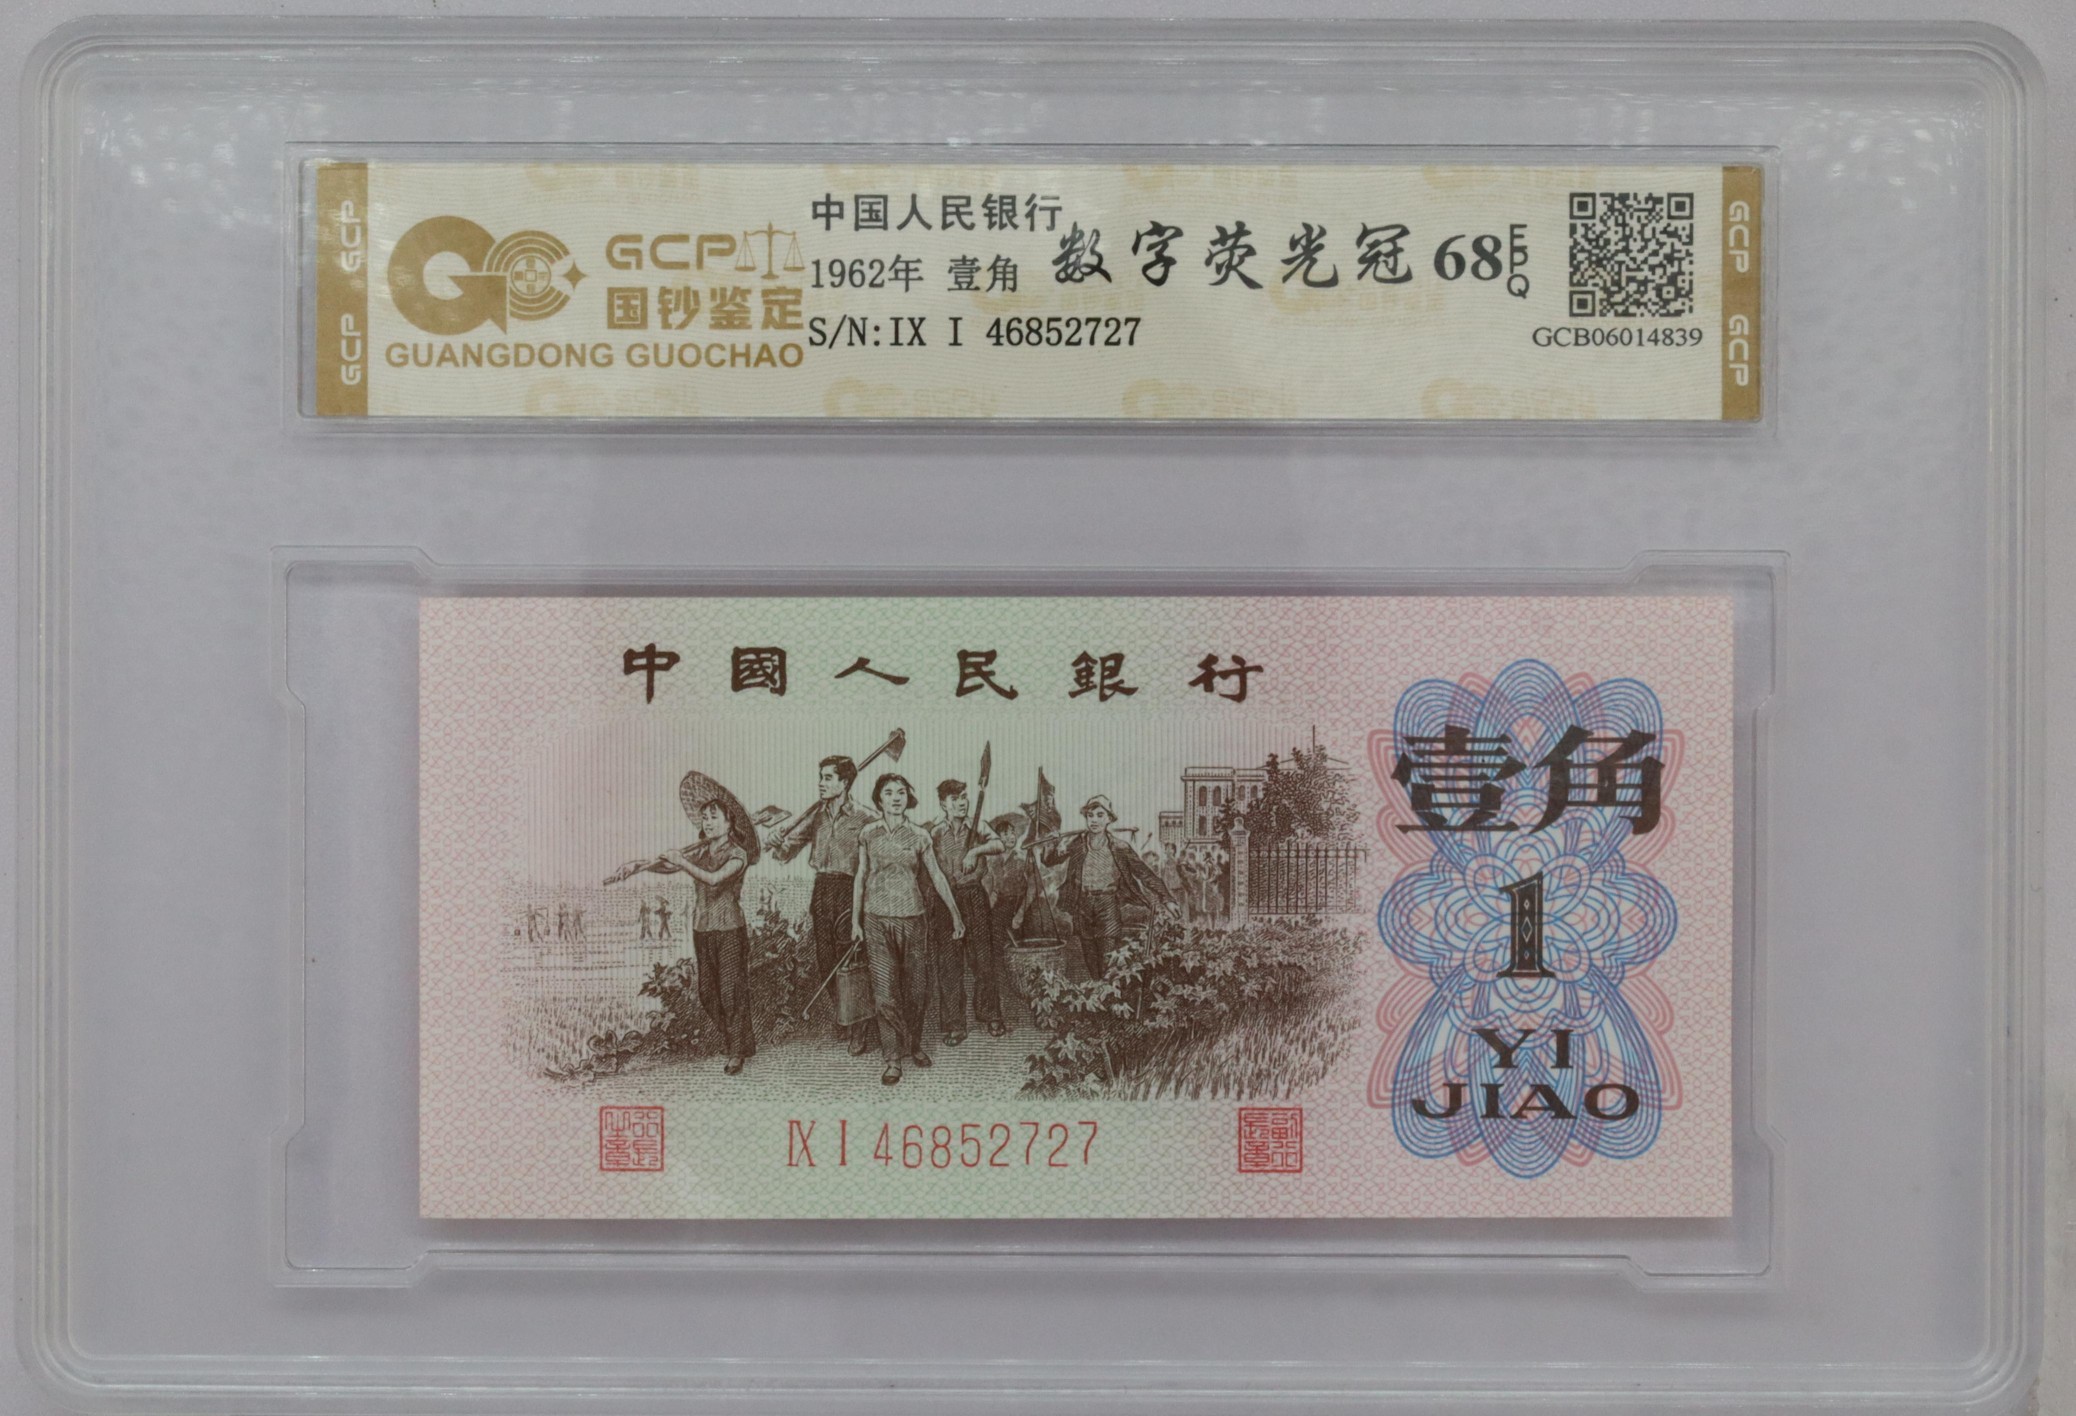 GCP GCP
GCP
国钞鉴定
GUANGDONG GUOCHAO
中国人民银行
1962年 壹角
S/N:IX I 46852727
数字荧光冠 68 EPQ
GCB06014839
GCP GCP
中國人民銀行
壹角
1
YI
JIAO
IX I 46852727